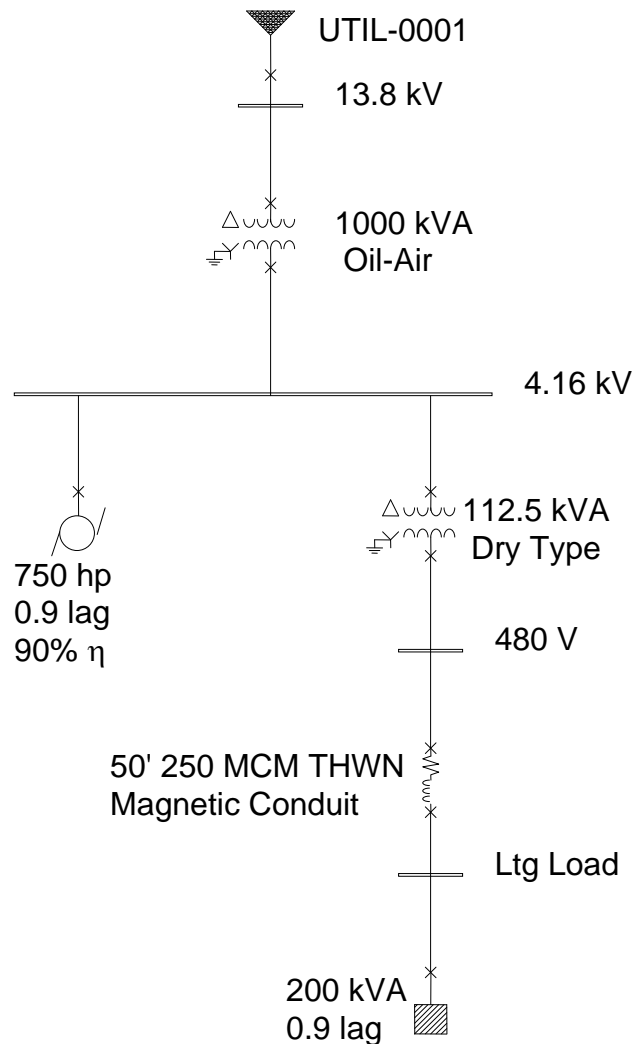 UTIL-0001
13.8 kV
1000 kVA
Oil-Air
4.16 kV
750 hp
0.9 lag
90% η
112.5 kVA
Dry Type
480 V
50' 250 MCM THWN
Magnetic Conduit
Ltg Load
200 kVA
0.9 lag